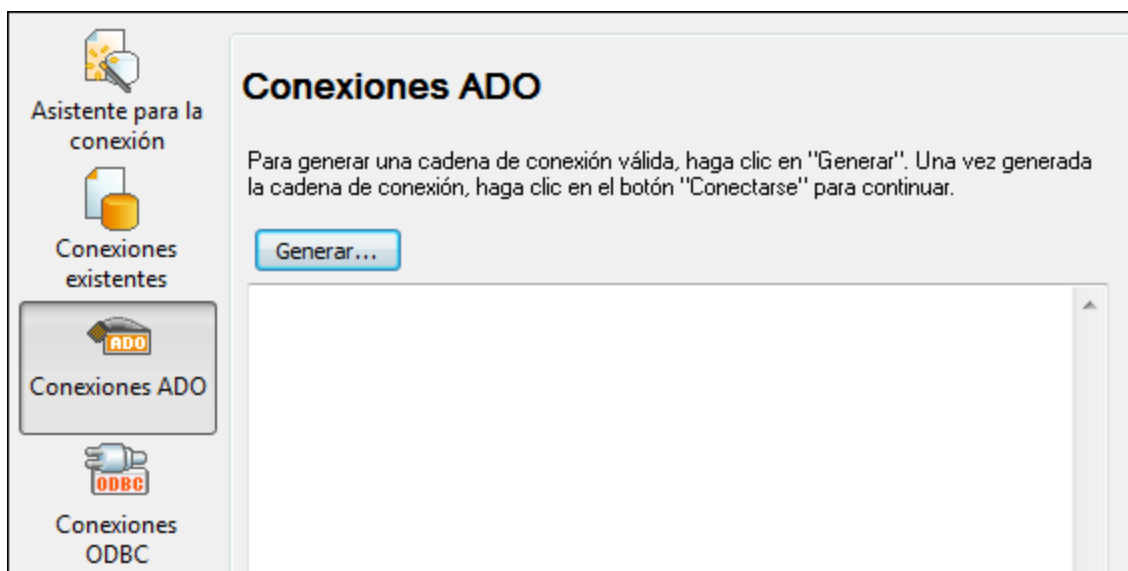 Asistente para la
conexión
Conexiones
existentes
ADO
Conexiones ADO
ODBC
Conexiones
ODBC
Conexiones ADO
Para generar una cadena de conexión válida, haga clic en "Generar". Una vez generada
la cadena de conexión, haga clic en el botón "Conectarse" para continuar.
Generar...